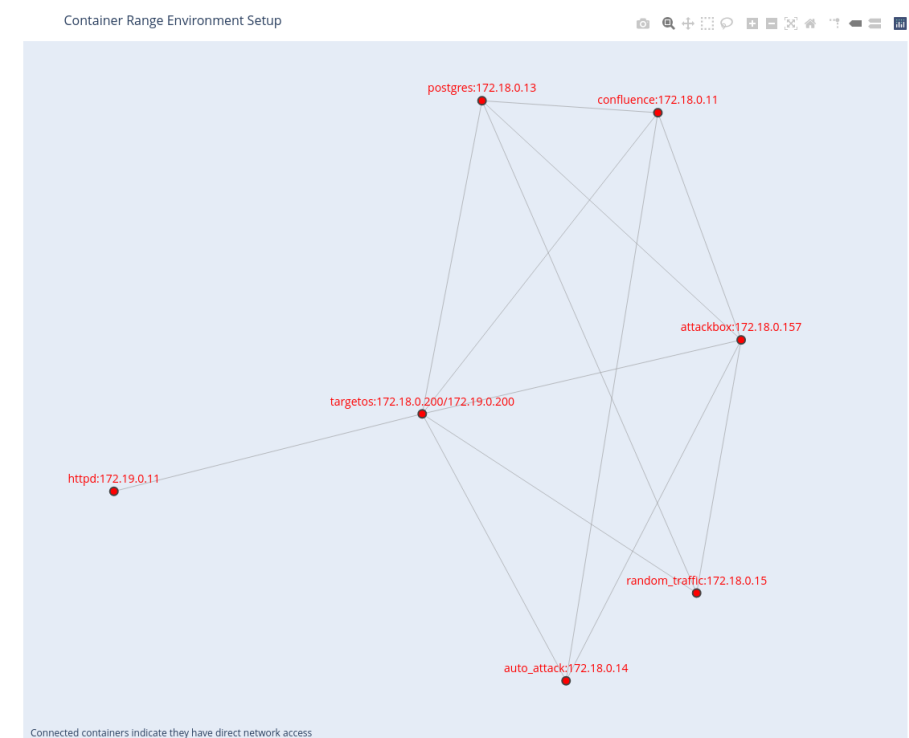 Container Range Environment Setup
postgres:172.18.0.13
confluence:172.18.0.11
attackbox:172.18.0.157
targetos:172.18.0.200/172.19.0.200
httpd:172.19.0.11
random_traffic:172.18.0.15
auto_attack:172.18.0.14
Connected containers indicate they have direct network access